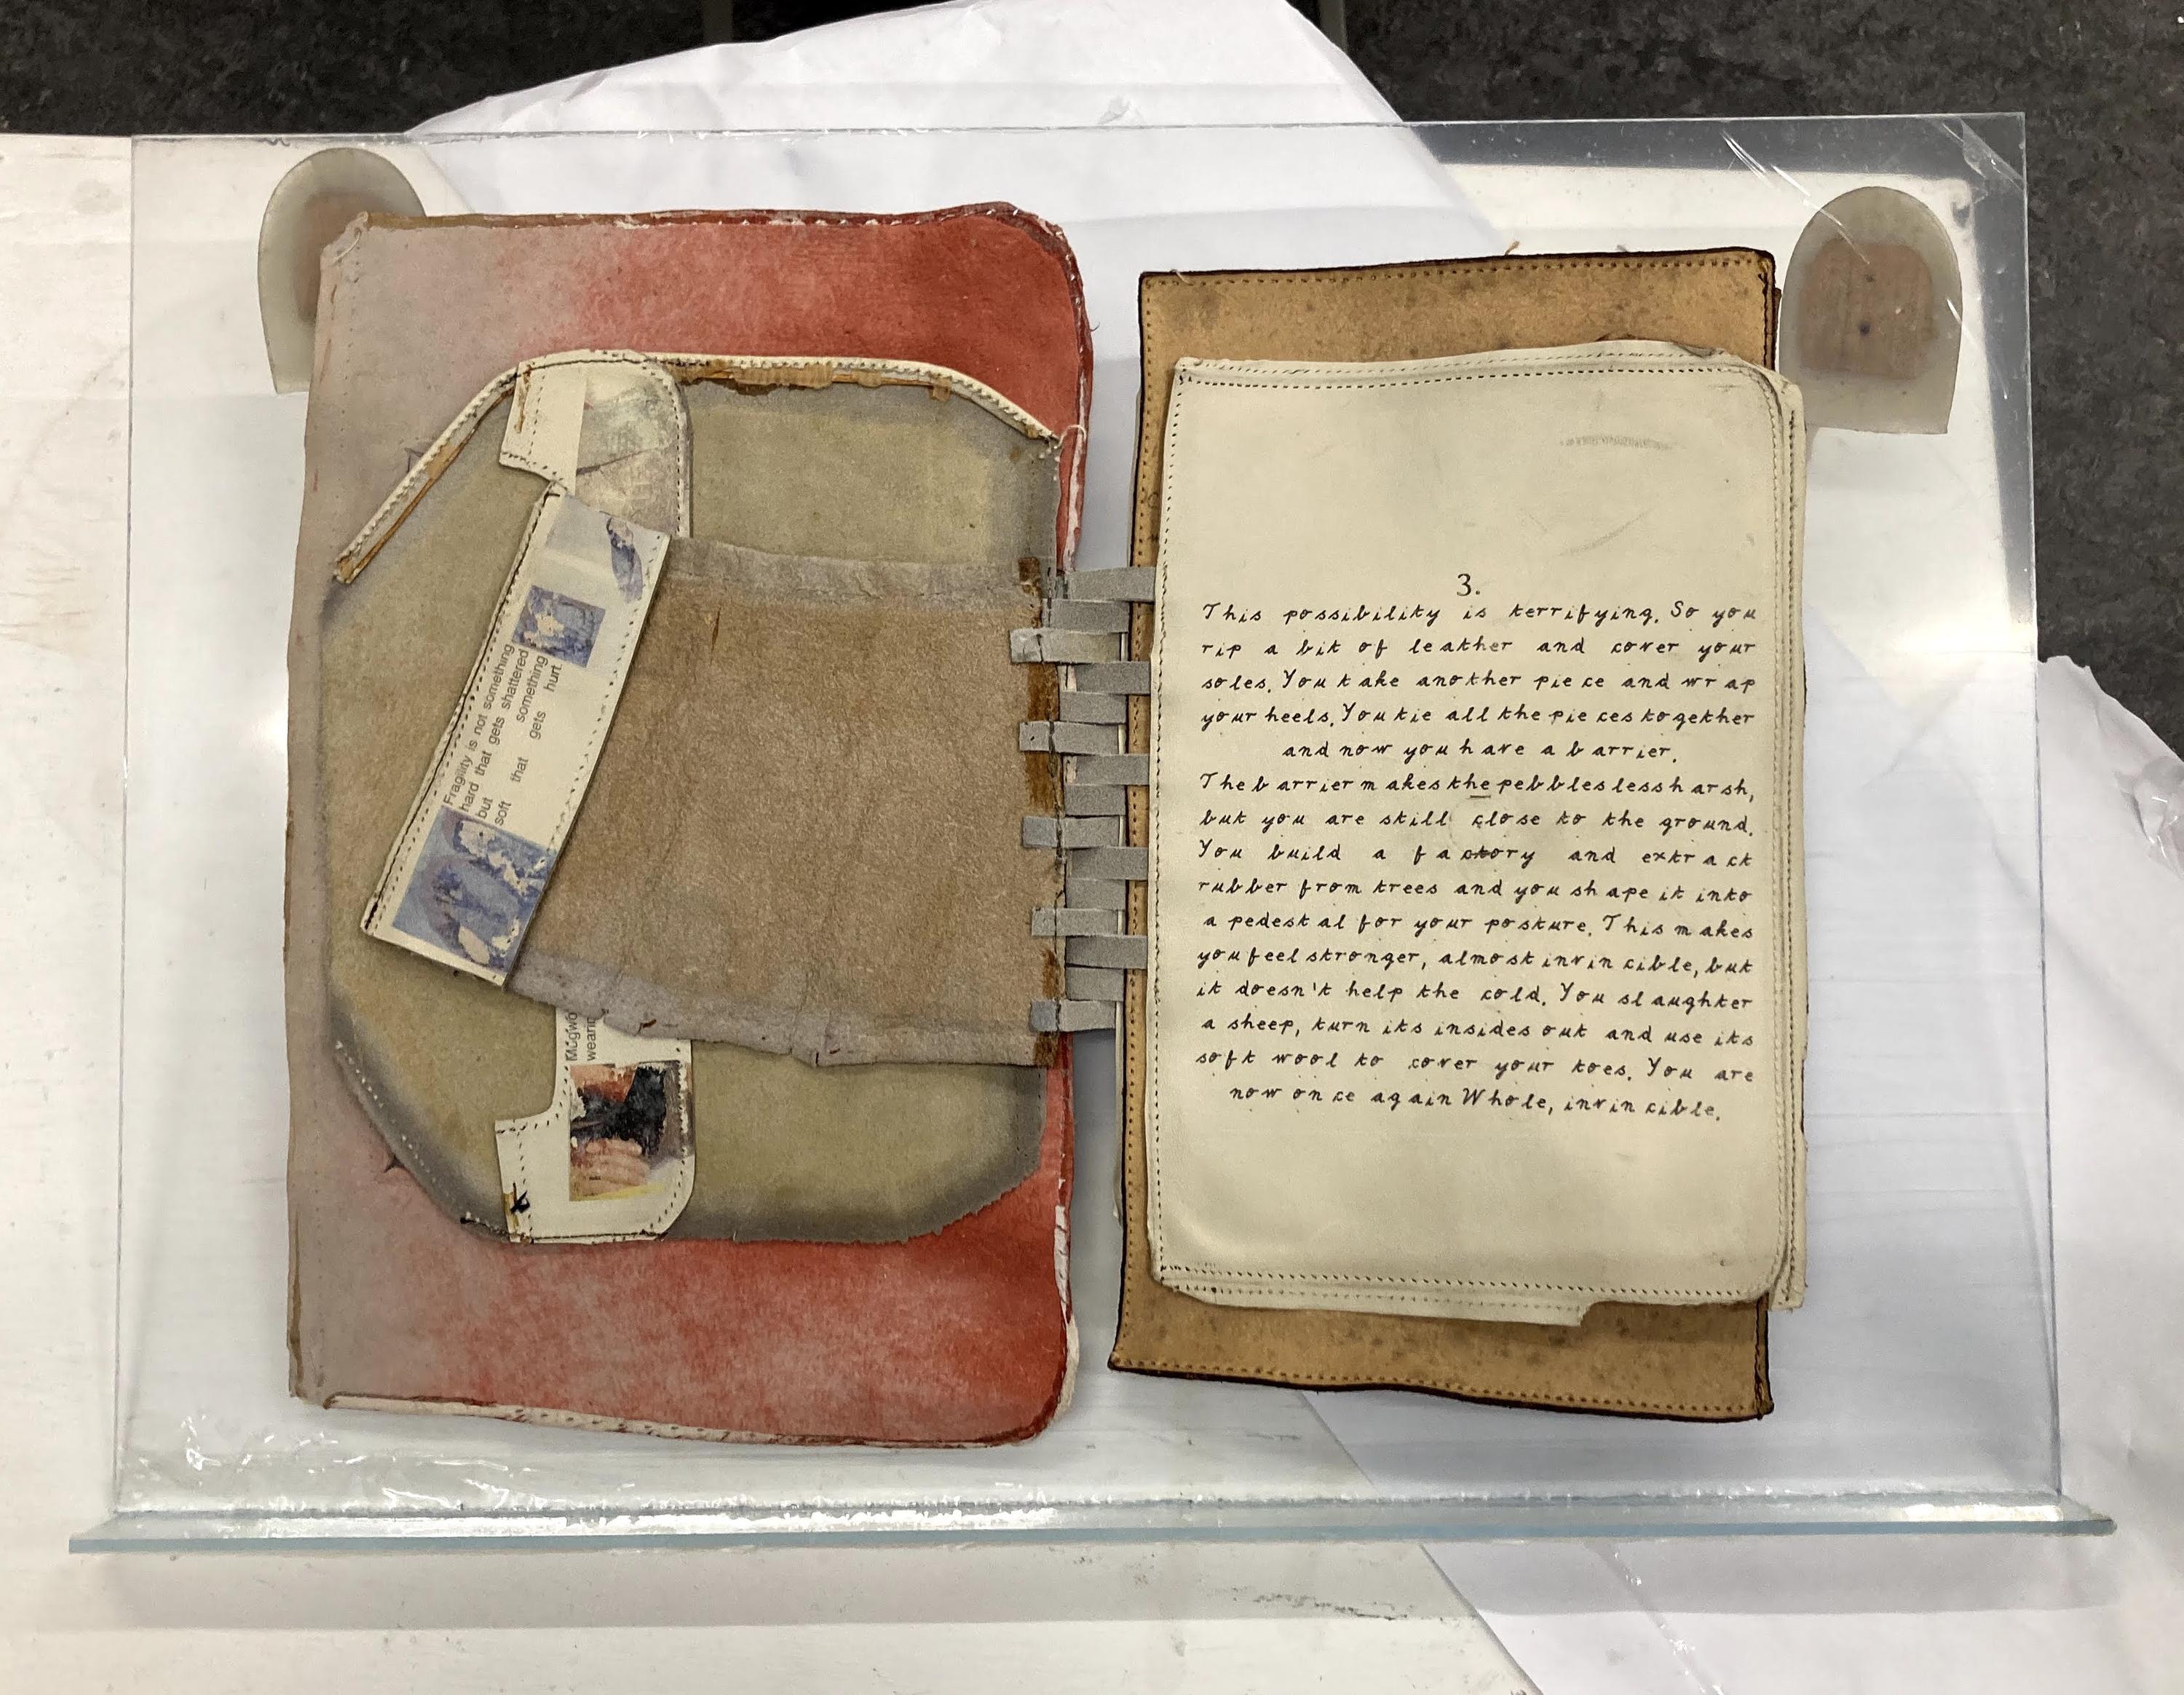 Fragility is not something
hard that gets shattered
but something
soft that gets hurt.
3.
This possibility is terrifying. So you
rip a bit of leather and cover your
soles. You take another piece and wrap
your heels. You tie all the pieces together
and now you have a barrier.
The barrier makes the pebbles less harsh,
but you are still close to the ground.
You build a factory and extract
rubber from trees and you shape it into
a pedestal for your posture. This makes
you feel stronger, almost invincible, but
it doesn't help the cold. You slaughter
a sheep, turn its insides out and use its
soft wool to cover your toes. You are
now once again Whole, invincible.